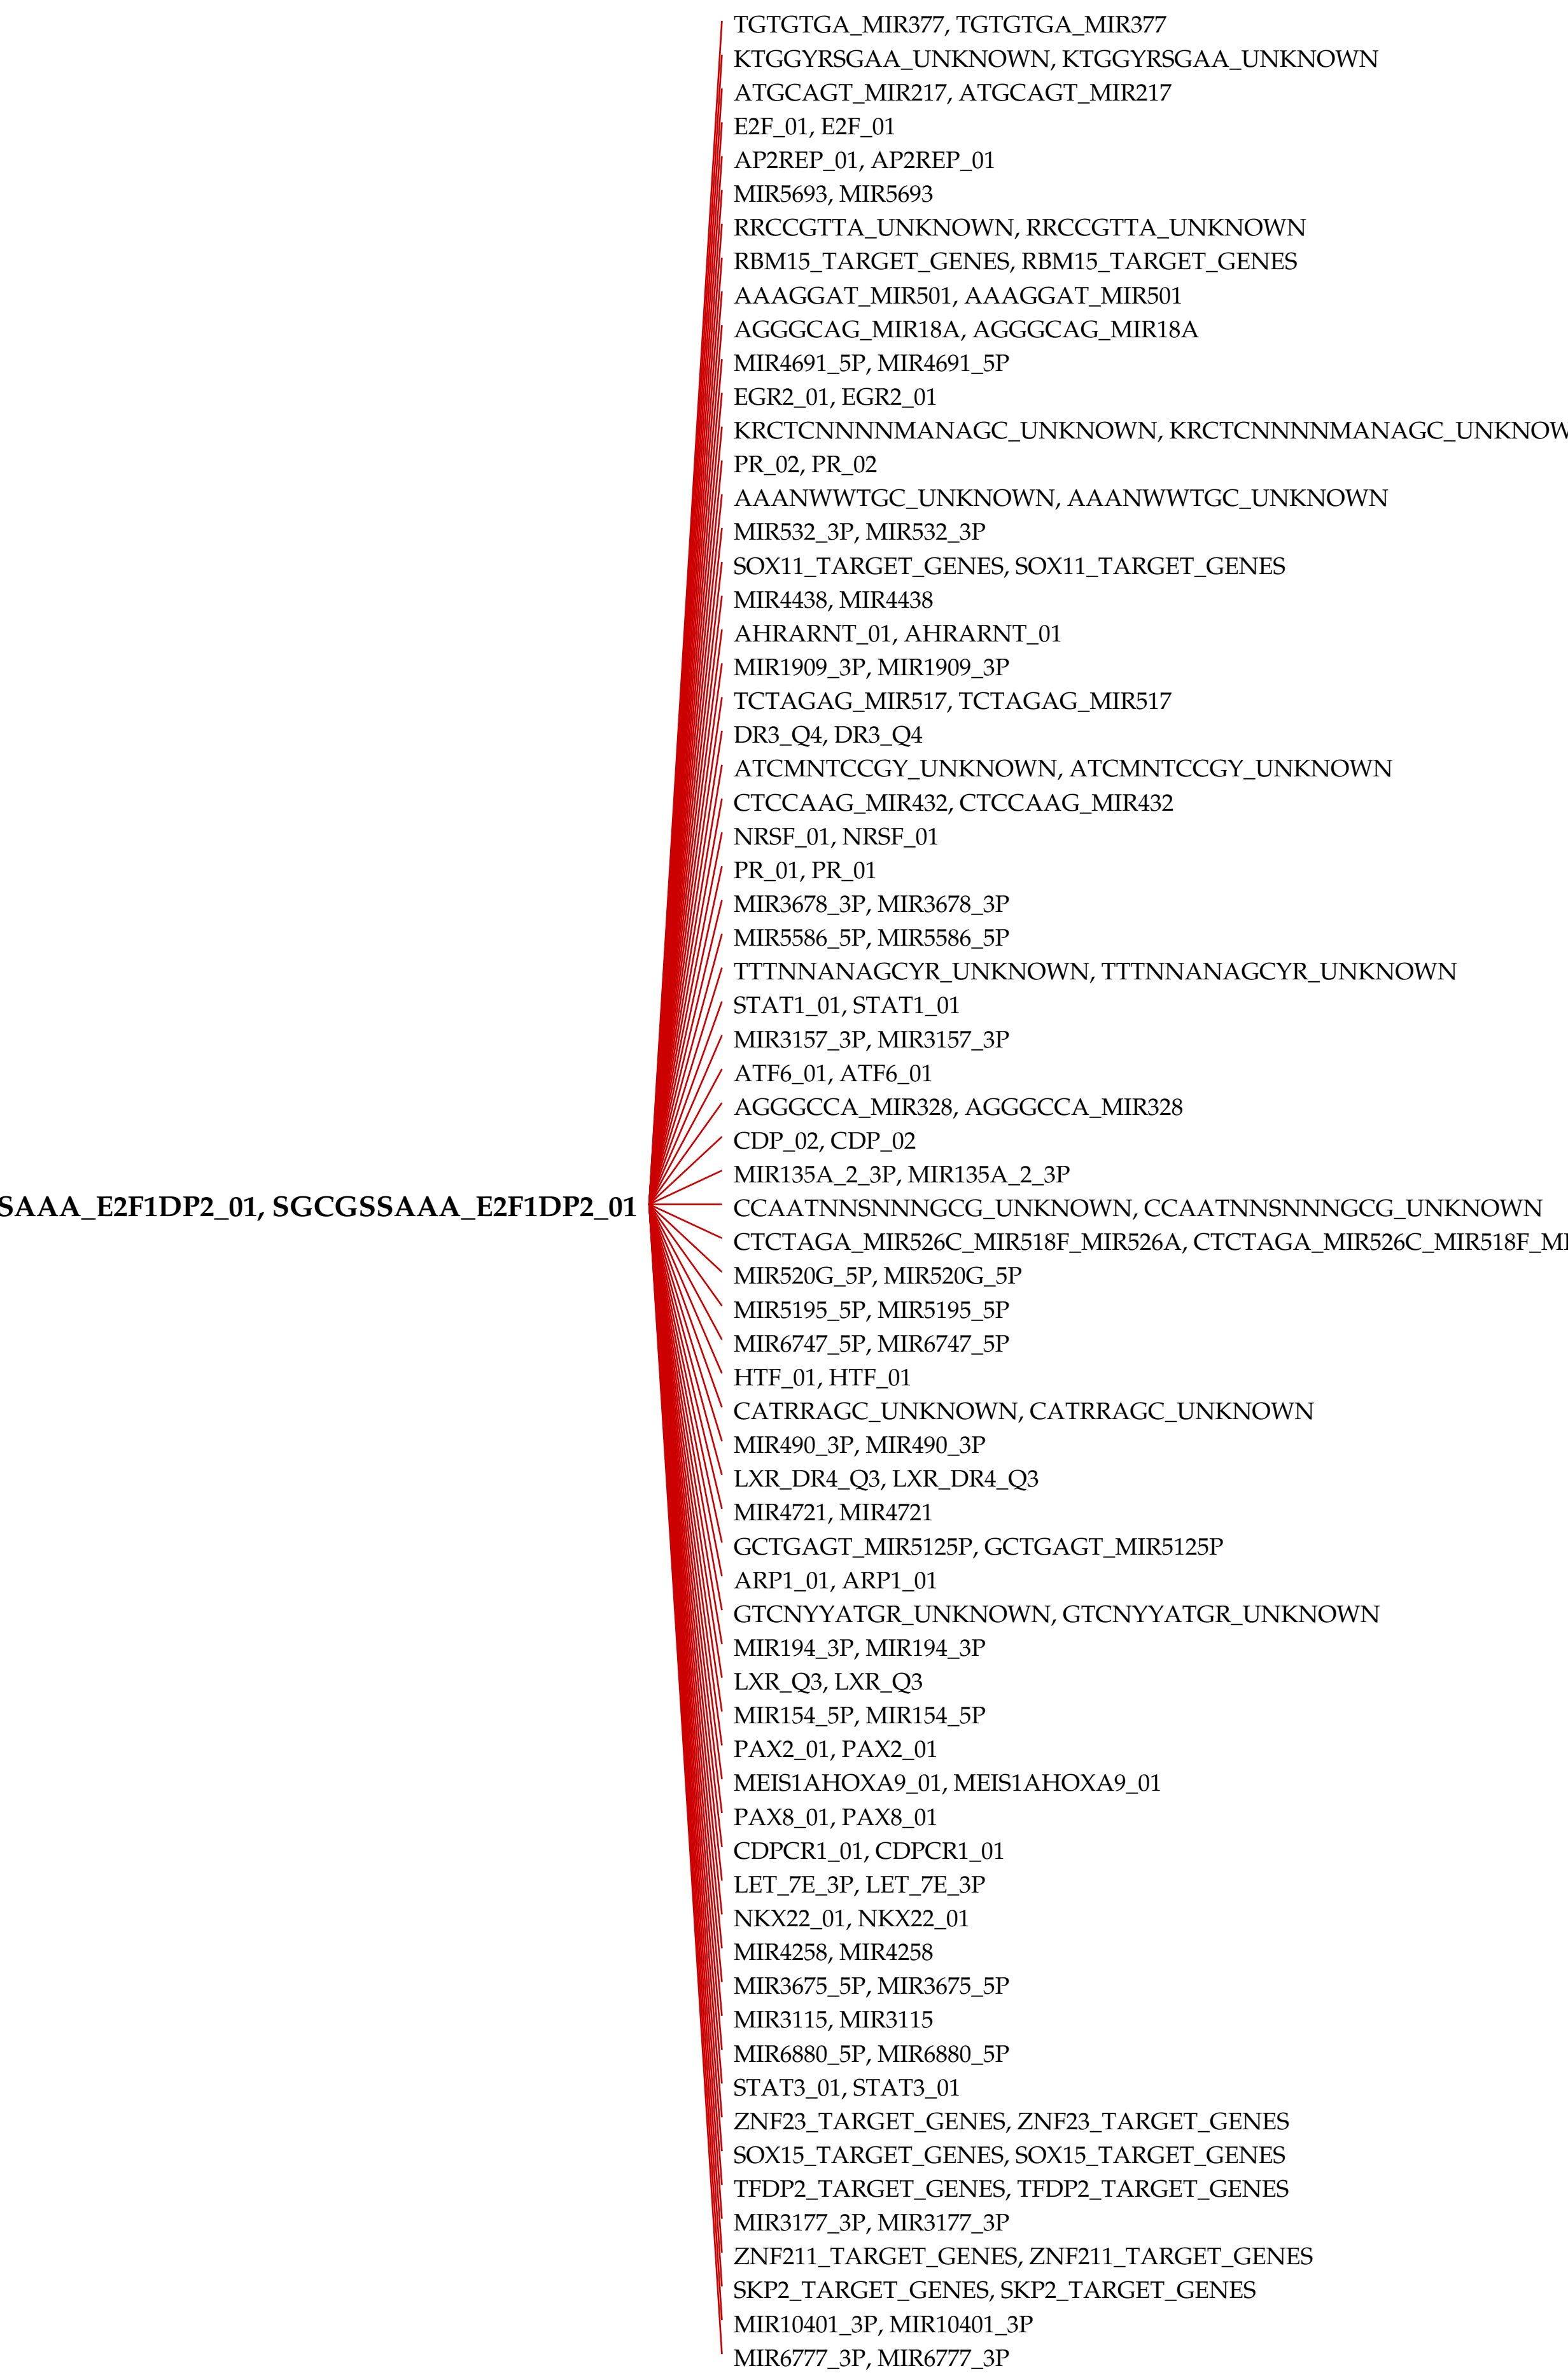 TGTGTGA_MIR377, TGTGTGA_MIR377
KTGGYRSGAA_UNKNOWN, KTGGYRSGAA_UNKNOWN
ATGCAGT_MIR217, ATGCAGT_MIR217
E2F_01, E2F_01
AP2REP_01, AP2REP_01
MIR5693, MIR5693
RRCCGTTA_UNKNOWN, RRCCGTTA_UNKNOWN
RBM15_TARGET_GENES, RBM15_TARGET_GENES
AAAGGAT_MIR501, AAAGGAT_MIR501
AGGGCAG_MIR18A, AGGGCAG_MIR18A
MIR4691_5P, MIR4691_5P
EGR2_01, EGR2_01
KRCTCNNNNMANAGC_UNKNOWN, KRCTCNNNNMANAGC_UNKNOW
PR_02, PR_02
AAANWWTGC_UNKNOWN, AAANWWTGC_UNKNOWN
MIR532_3P, MIR532_3P
SOX11_TARGET_GENES, SOX11_TARGET_GENES
MIR4438, MIR4438
AHRARNT_01, AHRARNT_01
MIR1909_3P, MIR1909_3P
TCTAGAG_MIR517, TCTAGAG_MIR517
DR3_Q4, DR3_Q4
ATCMNTCCGY_UNKNOWN, ATCMNTCCGY_UNKNOWN
CTCCAAG_MIR432, CTCCAAG_MIR432
NRSF_01, NRSF_01
PR_01, PR_01
MIR3678_3P, MIR3678_3P
MIR5586_5P, MIR5586_5P
TTTNNANAGCYR_UNKNOWN, TTTNNANAGCYR_UNKNOWN
STAT1_01, STAT1_01
MIR3157_3P, MIR3157_3P
ATF6_01, ATF6_01
AGGGCCA_MIR328, AGGGCCA_MIR328
CDP_02, CDP_02
MIR135A_2_3P, MIR135A_2_3P
SAAA_E2F1DP2_01, SGCGSSAAA_E2F1DP2_01
CCAATNNSNNNGCG_UNKNOWN, CCAATNNSNNNGCG_UNKNOWN
CTCTAGA_MIR526C_MIR518F_MIR526A, CTCTAGA_MIR526C_MIR518F_MI
MIR520G_5P, MIR520G_5P
MIR5195_5P, MIR5195_5P
MIR6747_5P, MIR6747_5P
HTF_01, HTF_01
CATRRAGC_UNKNOWN, CATRRAGC_UNKNOWN
MIR490_3P, MIR490_3P
LXR_DR4_Q3, LXR_DR4_Q3
MIR4721, MIR4721
GCTGAGT_MIR5125P, GCTGAGT_MIR5125P
ARP1_01, ARP1_01
GTCNYYATGR_UNKNOWN, GTCNYYATGR_UNKNOWN
MIR194_3P, MIR194_3P
LXR_Q3, LXR_Q3
MIR154_5P, MIR154_5P
PAX2_01, PAX2_01
MEIS1AHOXA9_01, MEIS1AHOXA9_01
PAX8_01, PAX8_01
CDPCR1_01, CDPCR1_01
LET_7E_3P, LET_7E_3P
NKX22_01, NKX22_01
MIR4258, MIR4258
MIR3675_5P, MIR3675_5P
MIR3115, MIR3115
MIR6880_5P, MIR6880_5P
STAT3_01, STAT3_01
ZNF23_TARGET_GENES, ZNF23_TARGET_GENES
SOX15_TARGET_GENES, SOX15_TARGET_GENES
TFDP2_TARGET_GENES, TFDP2_TARGET_GENES
MIR3177_3P, MIR3177_3P
ZNF211_TARGET_GENES, ZNF211_TARGET_GENES
SKP2_TARGET_GENES, SKP2_TARGET_GENES
MIR10401_3P, MIR10401_3P
MIR6777_3P, MIR6777_3P